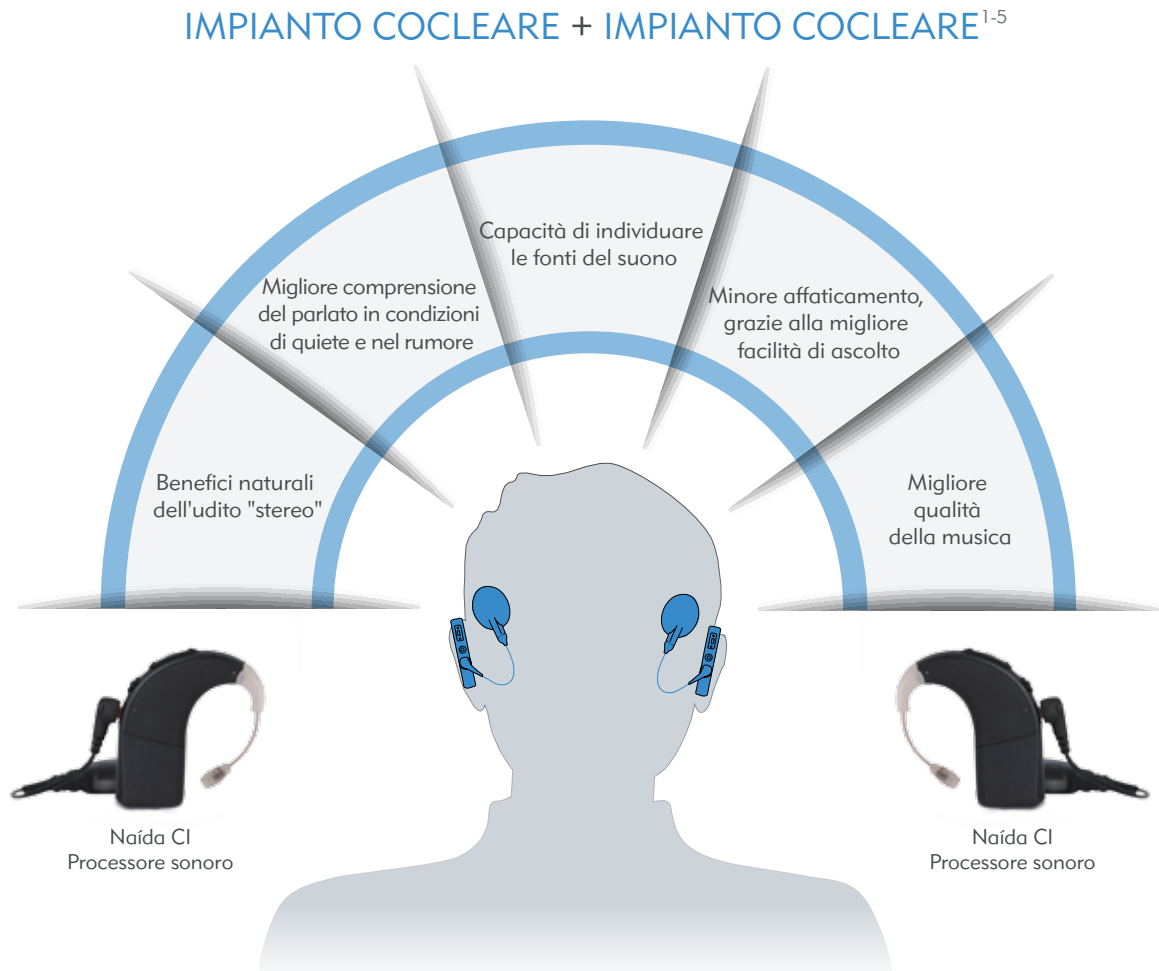 IMPIANTO COCLEARE + IMPIANTO COCLEARE1-5
Benefici naturali
dell'udito "stereo"
Migliore comprensione
del parlato in condizioni
di quiete e nel rumore
Capacità di individuare
le fonti del suono
Minore affaticamento,
grazie alla migliore
facilità di ascolto
Migliore
qualità
della musica
Naída CI
Processore sonoro
Naída CI
Processore sonoro